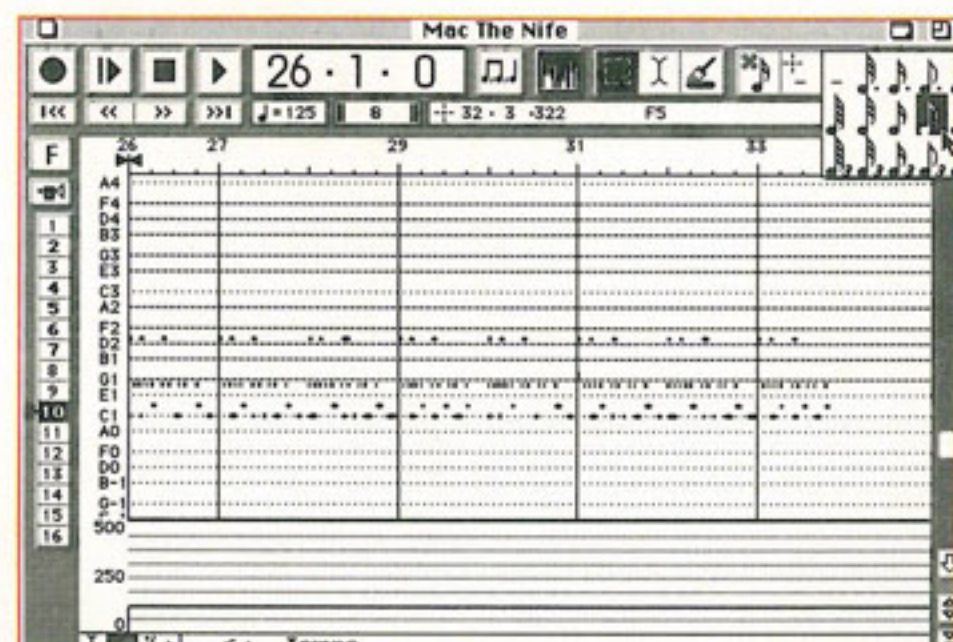 Mac The Nife
26 · 1 · 0
♩=125 8 32 · 3 -322 F5
F
26 27 29 31 33
A4
F4
D4
B3
G3
E3
C3
A2
F2
D2
B1
G1
E1
C1
A0
F0
D0
B-1
G-1
1
2
3
4
5
6
7
8
9
10
11
12
13
14
15
16
500
250
0
Tempo